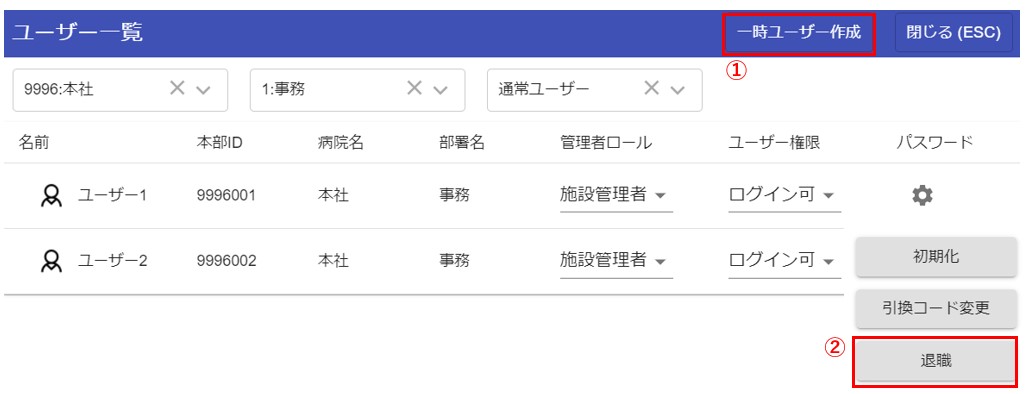 ユーザー一覧 一時ユーザー作成 閉じる (ESC)
①
9996:本社 1:事務 通常ユーザー
名前 本部ID 病院名 部署名 管理者ロール ユーザー権限 パスワード
ユーザー1 9996001 本社 事務 施設管理者 ログイン可
ユーザー2 9996002 本社 事務 施設管理者 ログイン可 初期化
引換コード変更
② 退職